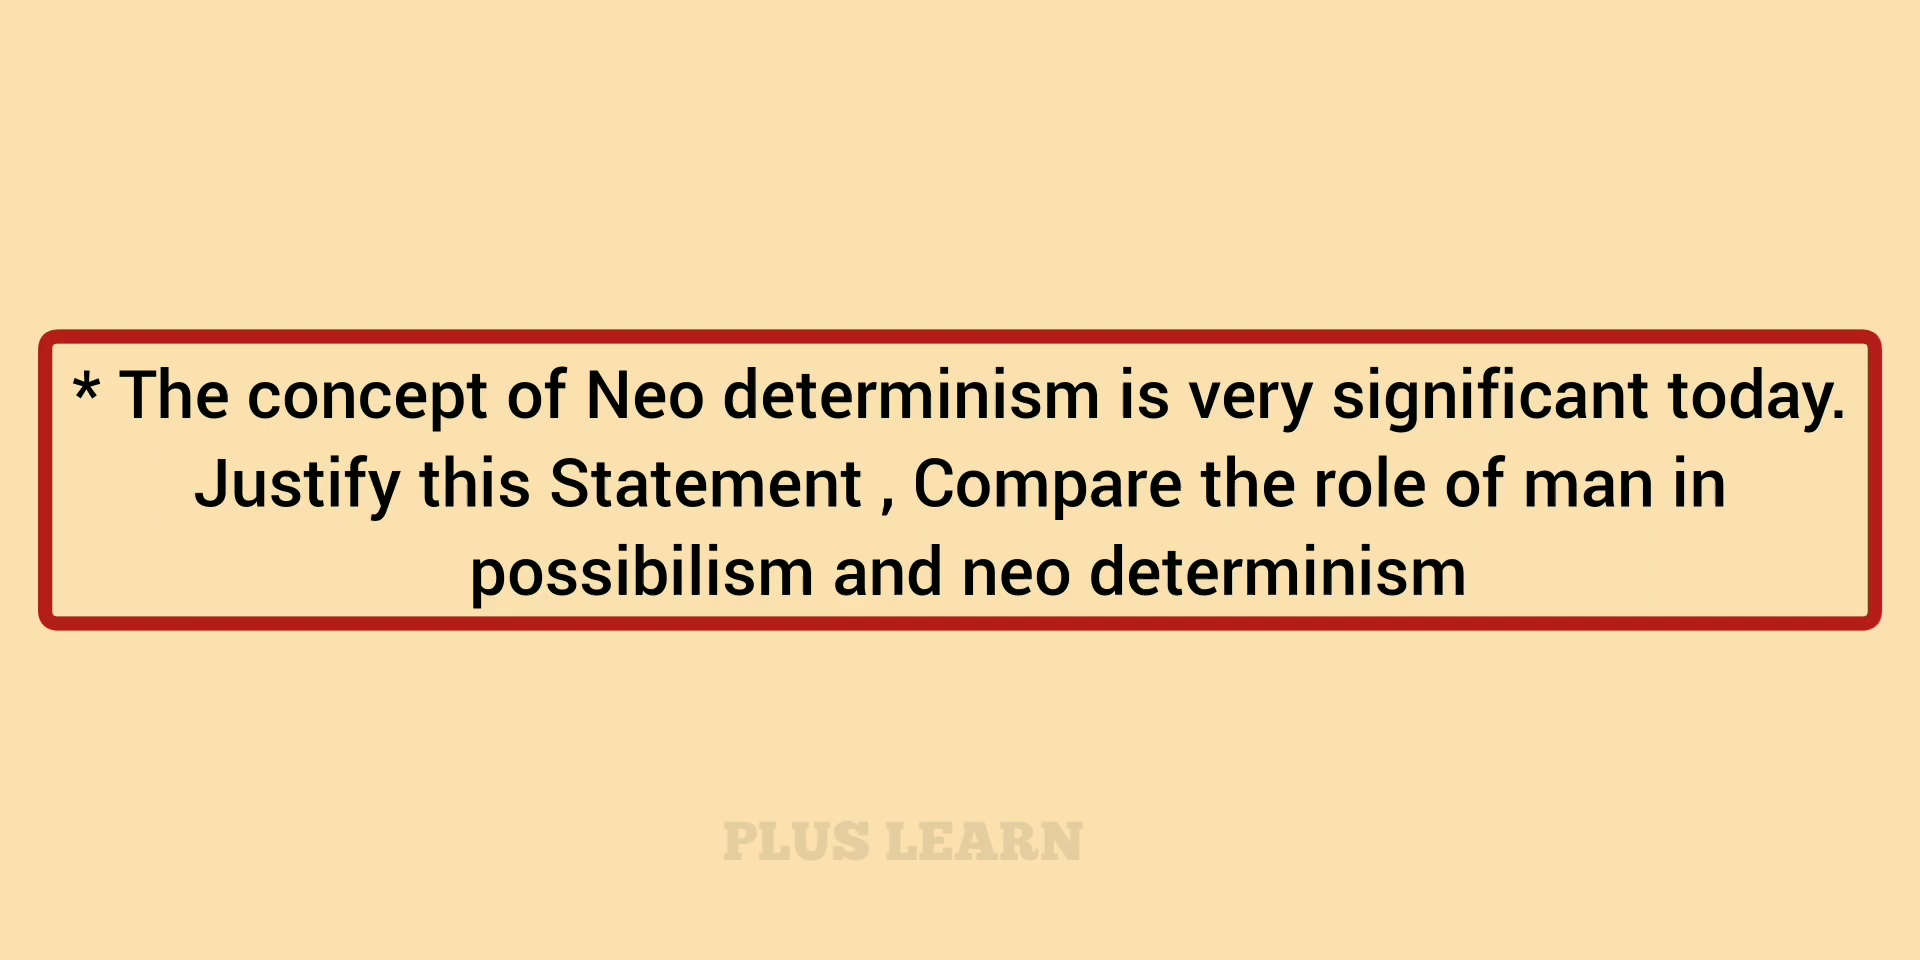 * The concept of Neo determinism is very significant today.
Justify this Statement , Compare the role of man in
possibilism and neo determinism
PLUS LEARN